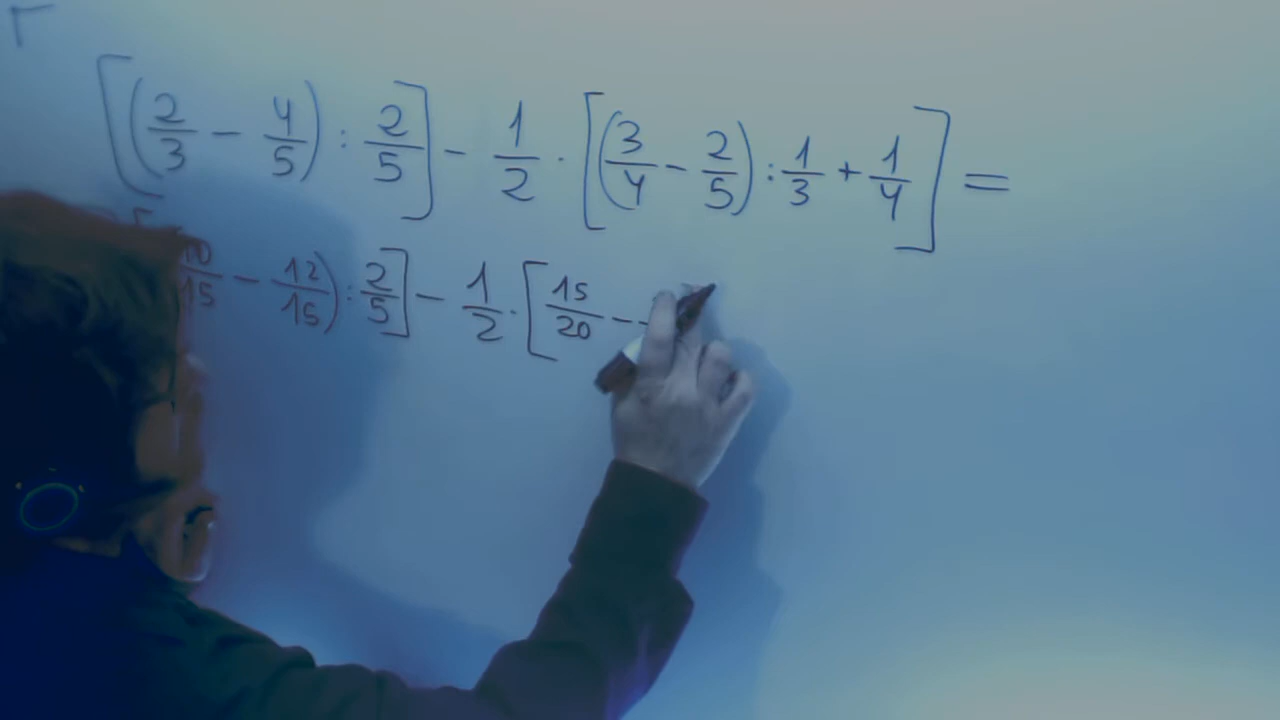 [(2/3 - 4/5) : 2/5] - 1/2 · [(3/4 - 2/5) : 1/3 + 1/4] =
10/15 - 12/15) : 2/5] - 1/2 · [15/20 -